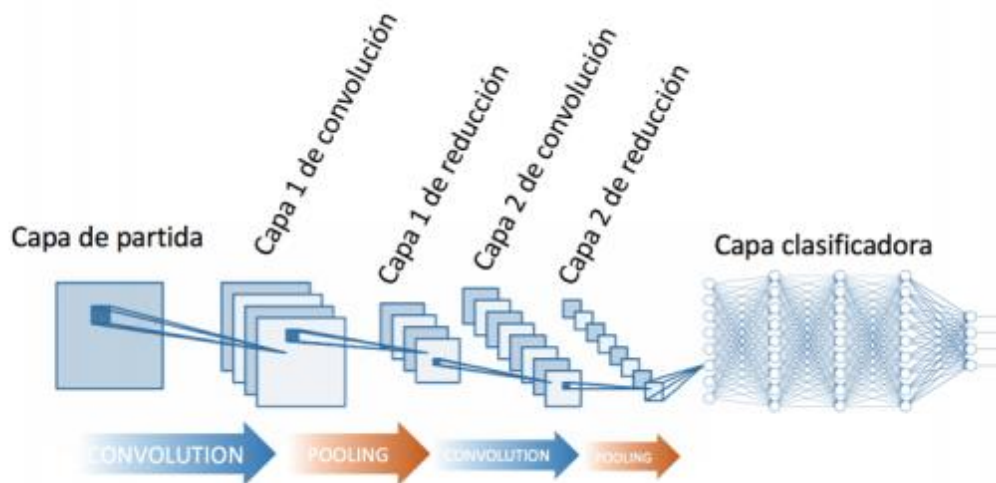 Capa de partida
Capa 1 de convolución
Capa 1 de reducción
Capa 2 de convolución
Capa 2 de reducción
Capa clasificadora
CONVOLUTION
POOLING
CONVOLUTION
POOLING